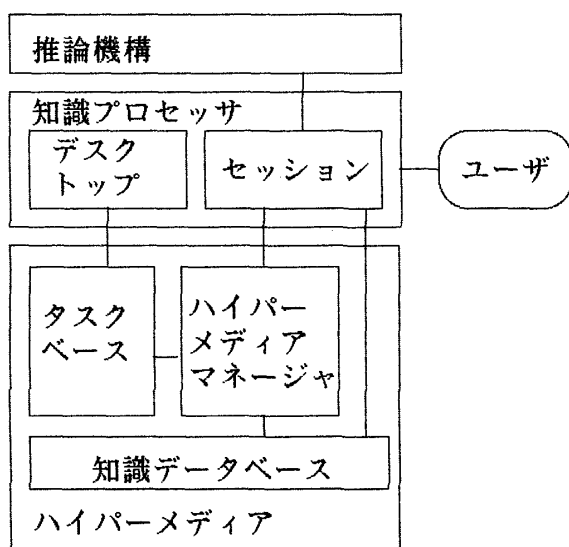 推論機構
知識プロセッサ
デスク
トップ
セッション
ユーザ
タスク
ベース
ハイパー
メディア
マネージャ
知識データベース
ハイパーメディア